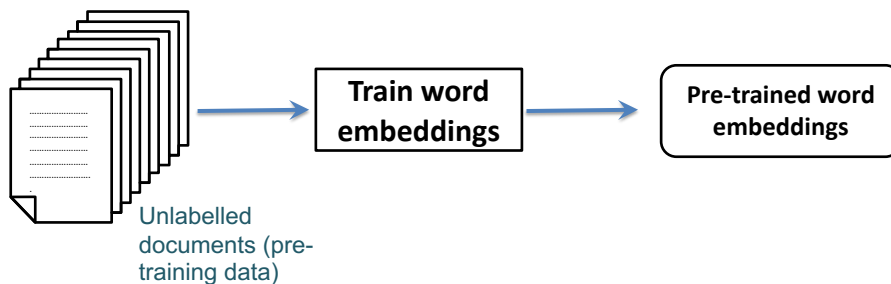 Train word
embeddings
Pre-trained word
embeddings
Unlabelled
documents (pre-
training data)